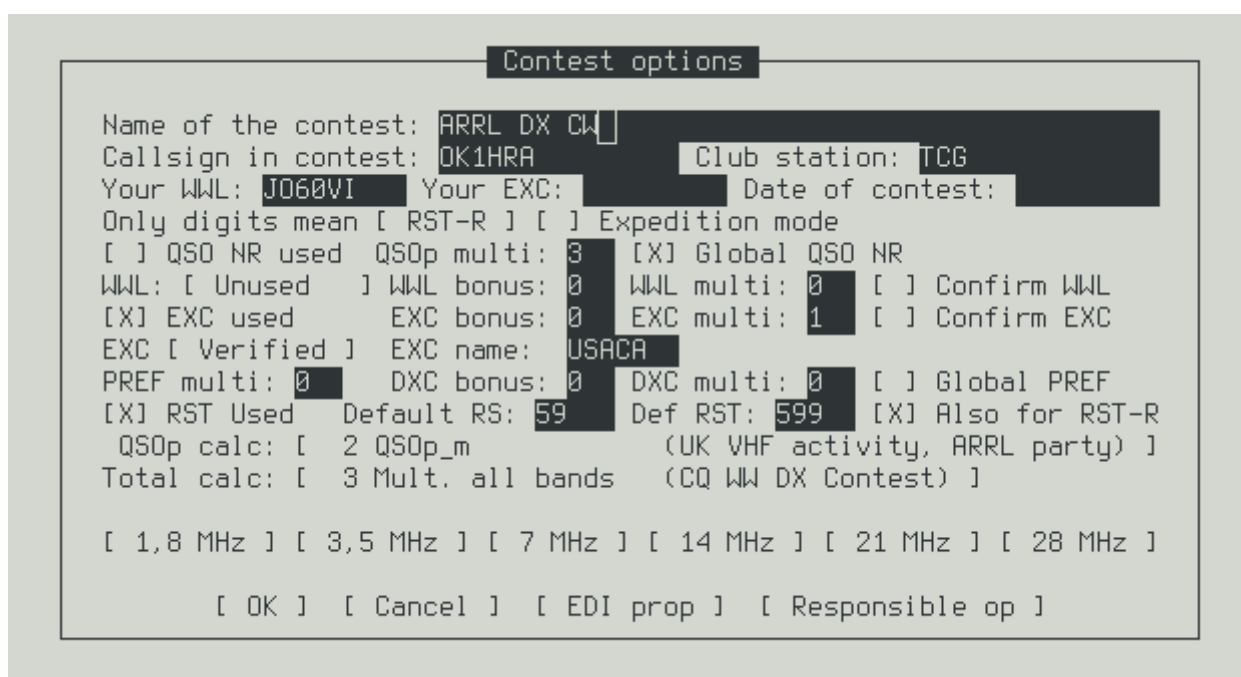 Contest options
Name of the contest: ARRL DX CW
Callsign in contest: OK1HRA Club station: TCG
Your WWL: JO60VI Your EXC: Date of contest:
Only digits mean [ RST-R ] [ ] Expedition mode
[ ] QSO NR used QSOp multi: 3 [X] Global QSO NR
WWL: [ Unused ] WWL bonus: 0 WWL multi: 0 [ ] Confirm WWL
[X] EXC used EXC bonus: 0 EXC multi: 1 [ ] Confirm EXC
EXC [ Verified ] EXC name: USACA
PREF multi: 0 DXC bonus: 0 DXC multi: 0 [ ] Global PREF
[X] RST Used Default RS: 59 Def RST: 599 [X] Also for RST-R
QSOp calc: [ 2 QSOp_m (UK VHF activity, ARRL party) ]
Total calc: [ 3 Mult. all bands (CQ WW DX Contest) ]
[ 1,8 MHz ] [ 3,5 MHz ] [ 7 MHz ] [ 14 MHz ] [ 21 MHz ] [ 28 MHz ]
[ OK ] [ Cancel ] [ EDI prop ] [ Responsible op ]